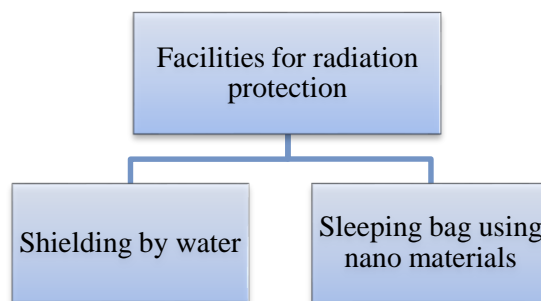 Facilities for radiation
protection
Shielding by water
Sleeping bag using
nano materials